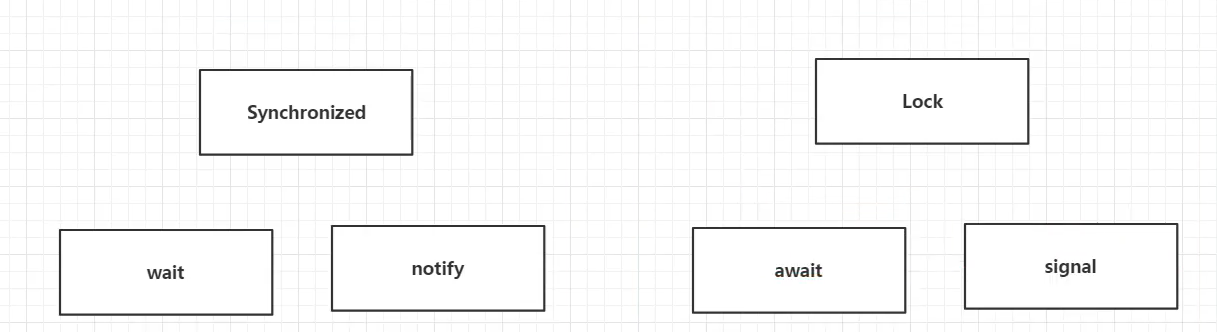 Synchronized
Lock
wait
notify
await
signal